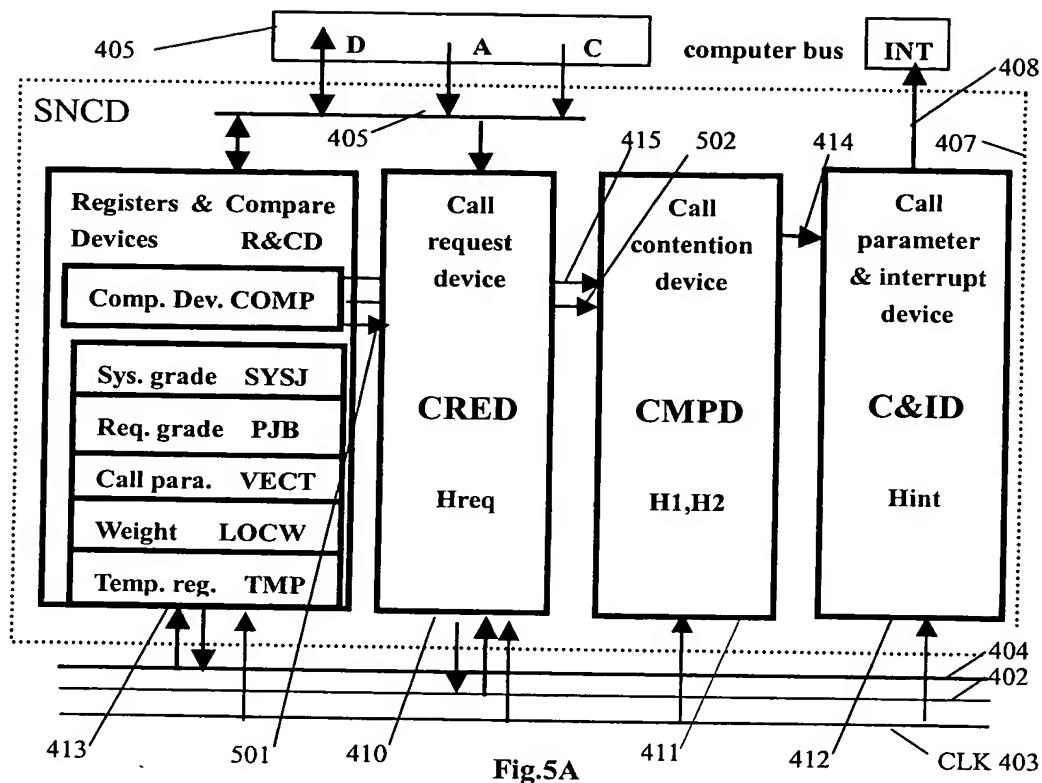 405
D A C
computer bus
INT
408
SNCD
405
415
502
414
407
Registers & Compare
Devices R&CD
Comp. Dev. COMP
Sys. grade SYSJ
Req. grade PJB
Call para. VECT
Weight LOCW
Temp. reg. TMP
Call
request
device
CRED
Hreq
Call
contention
device
CMPD
H1,H2
Call
parameter
& interrupt
device
C&ID
Hint
404
402
413
501
410
411
412
CLK 403
Fig.5A